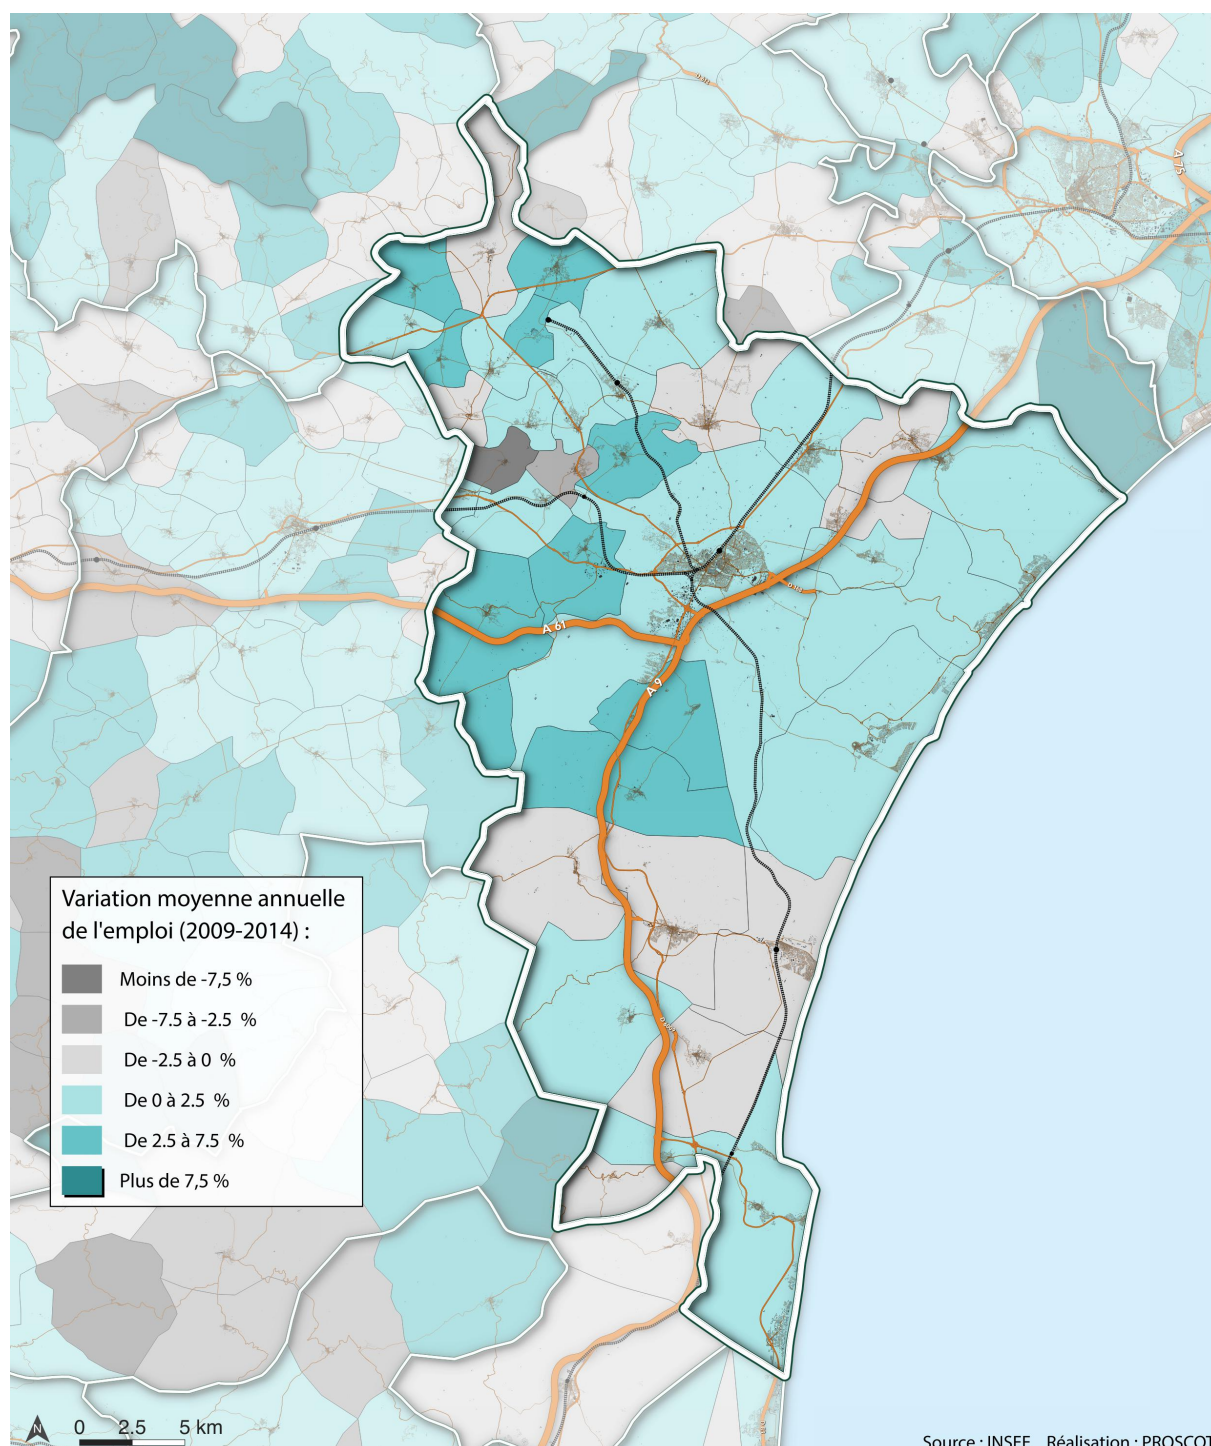 D 621
A 75
A 61
A 9
Variation moyenne annuelle
de l'emploi (2009-2014) :
Moins de -7,5 %
De -7.5 à -2.5 %
De -2.5 à 0 %
De 0 à 2.5 %
De 2.5 à 7.5 %
Plus de 7,5 %
N
0 2.5 5 km
Source : INSEE Réalisation : PROSCOT